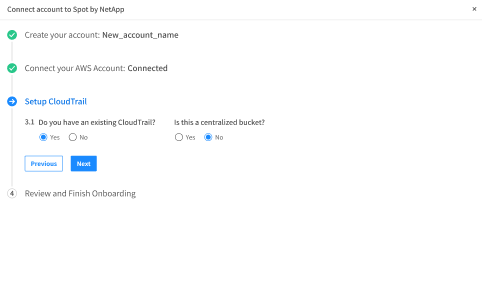 Connect account to Spot by NetApp
×
Create your account: New_account_name
Connect your AWS Account: Connected
Setup CloudTrail
3.1 Do you have an existing CloudTrail? Is this a centralized bucket?
Yes No Yes No
Previous Next
4 Review and Finish Onboarding